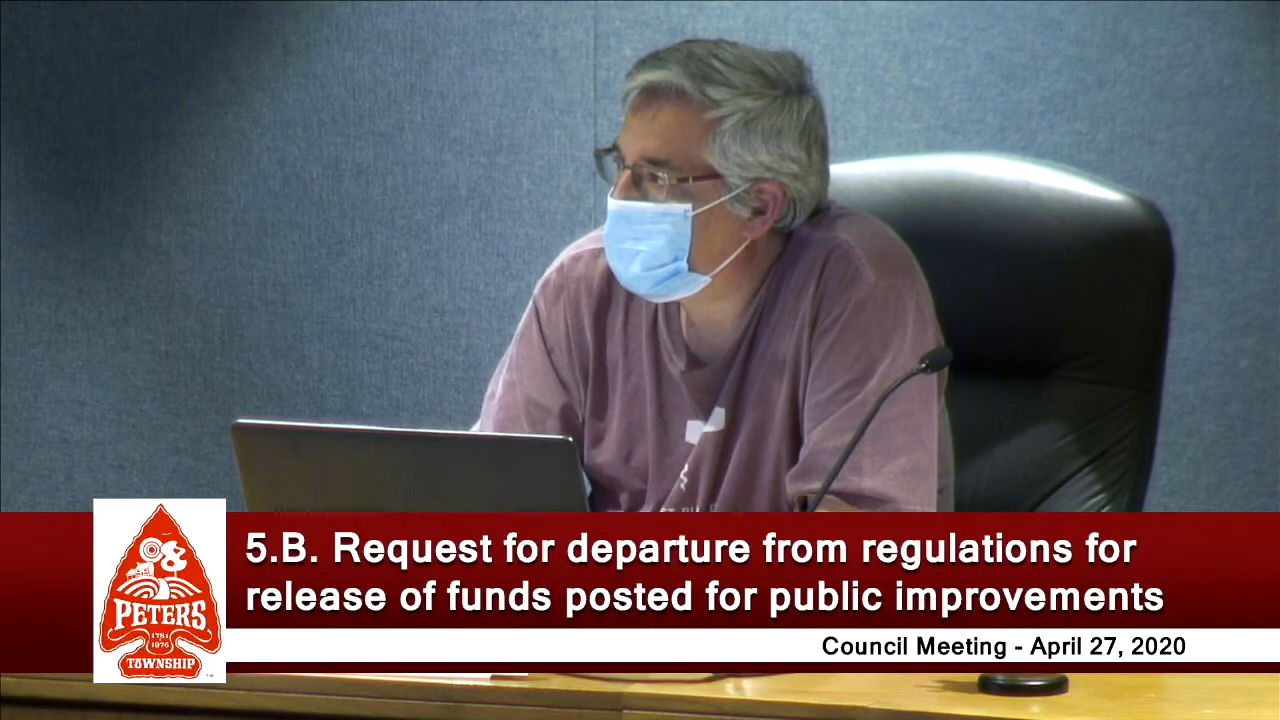 5.B. Request for departure from regulations for
release of funds posted for public improvements
Council Meeting - April 27, 2020
PETERS
1781
1976
TOWNSHIP